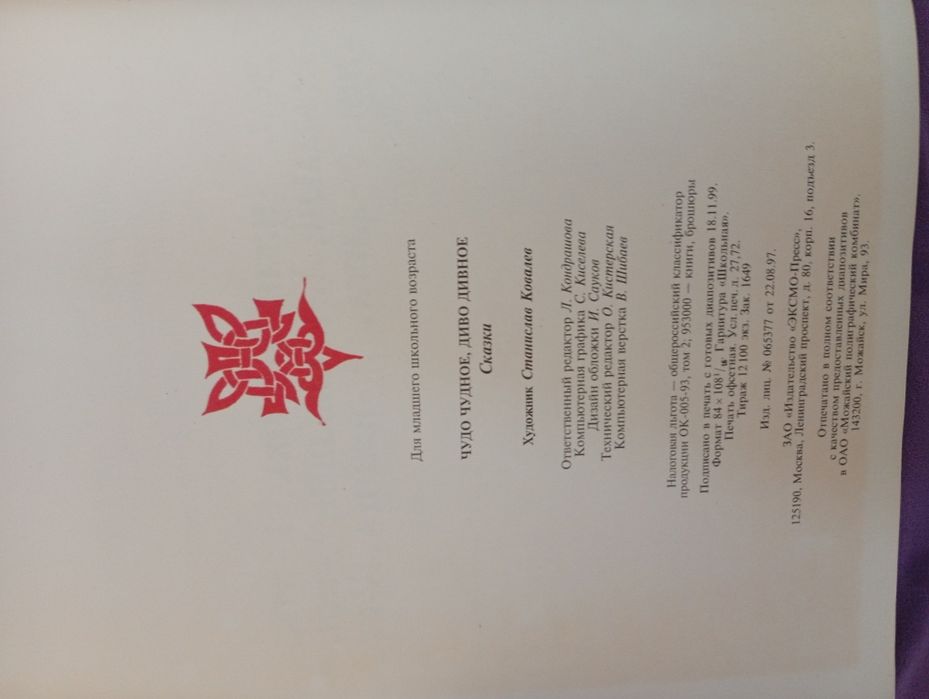 Для младшего школьного возраста
ЧУДО ЧУДНОЕ, ДИВО ДИВНОЕ
Сказки
Художник Станислав Ковалев
Ответственный редактор Л. Кондрашова
Компьютерная графика С. Киселева
Дизайн обложки И. Сауков
Технический редактор О. Кистерская
Компьютерная верстка В. Шибаев
Налоговая льгота — общероссийский классификатор
продукции ОК-005-93, том 2; 953000 — книги, брошюры
Подписано в печать с готовых диапозитивов 18.11.99.
Формат 84 × 108¹/₁₆. Гарнитура «Школьная».
Печать офсетная. Усл. печ. л. 27,72.
Тираж 12 100 экз. Зак. 1649
Изд. лиц. № 065377 от 22.08.97.
ЗАО «Издательство «ЭКСМО-Пресс»,
125190, Москва, Ленинградский проспект, д. 80, корп. 16, подъезд 3.
Отпечатано в полном соответствии
с качеством предоставленных диапозитивов
в ОАО «Можайский полиграфический комбинат».
143200, г. Можайск, ул. Мира, 93.